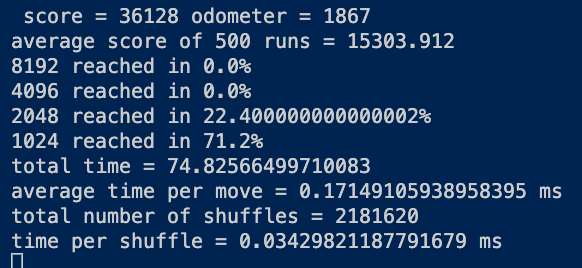 score = 36128 odometer = 1867
average score of 500 runs = 15303.912
8192 reached in 0.0%
4096 reached in 0.0%
2048 reached in 22.400000000000002%
1024 reached in 71.2%
total time = 74.82566499710083
average time per move = 0.17149105938958395 ms
total number of shuffles = 2181620
time per shuffle = 0.03429821187791679 ms